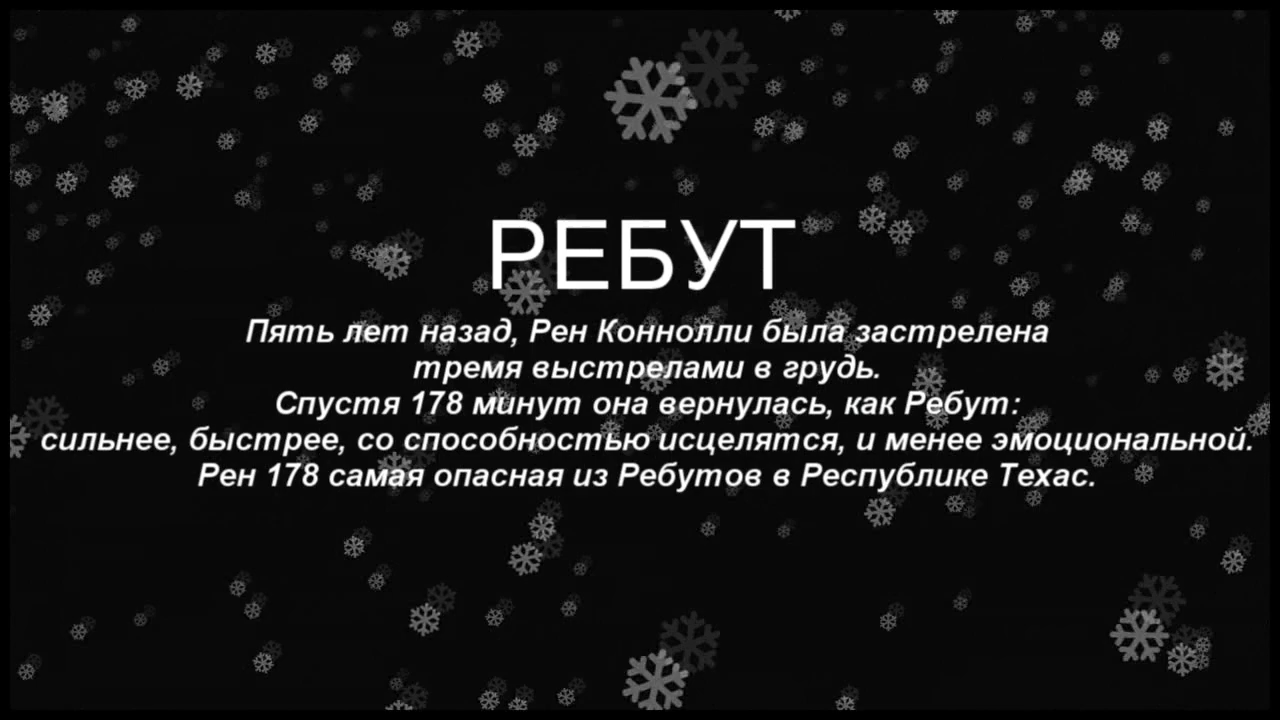 РЕБУТ
Пять лет назад, Рен Коннолли была застрелена
тремя выстрелами в грудь.
Спустя 178 минут она вернулась, как Ребут:
сильнее, быстрее, со способностью исцелятся, и менее эмоциональной.
Рен 178 самая опасная из Ребутов в Республике Техас.